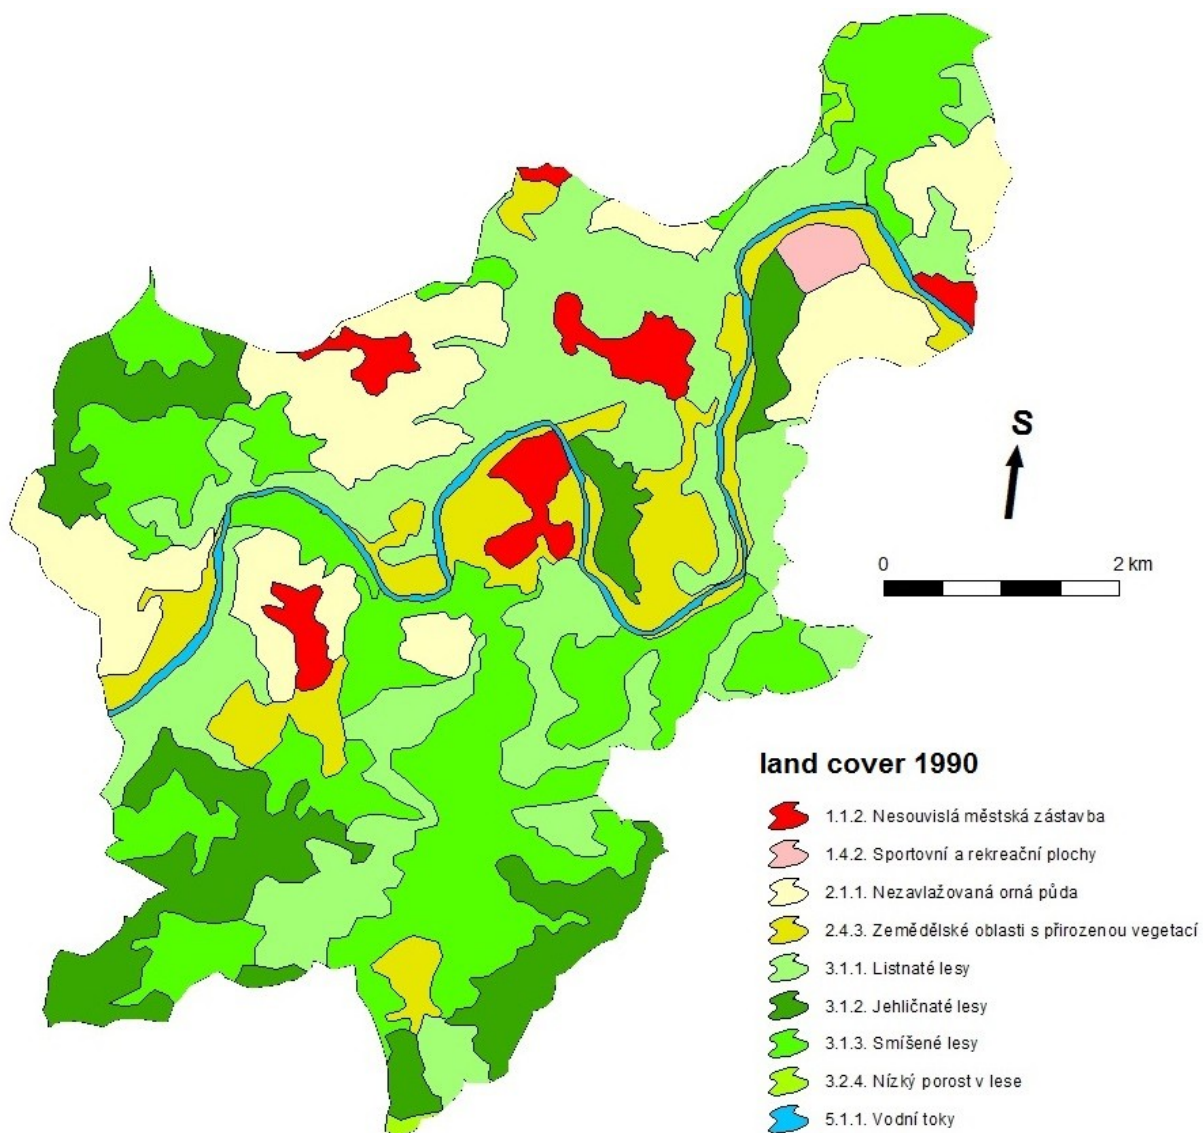 S
0 2 km
land cover 1990
1.1.2. Nesouvislá městská zástavba
1.4.2. Sportovní a rekreační plochy
2.1.1. Nezavlažovaná orná půda
2.4.3. Zemědělské oblasti s přirozenou vegetací
3.1.1. Listnaté lesy
3.1.2. Jehličnaté lesy
3.1.3. Smíšené lesy
3.2.4. Nízký porost v lese
5.1.1. Vodní toky